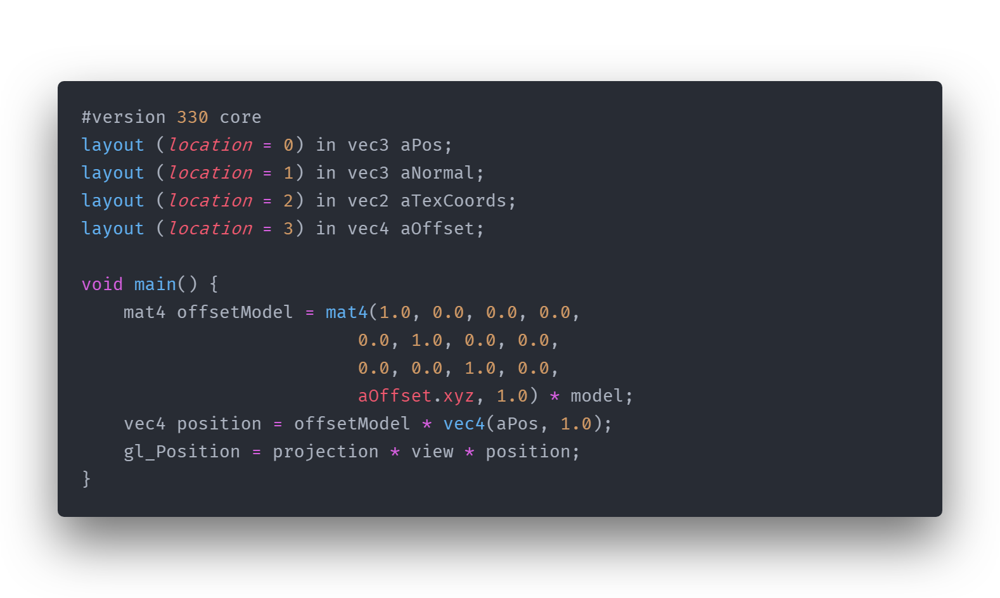 #version 330 core
layout (location = 0) in vec3 aPos;
layout (location = 1) in vec3 aNormal;
layout (location = 2) in vec2 aTexCoords;
layout (location = 3) in vec4 aOffset;

void main() {
    mat4 offsetModel = mat4(1.0, 0.0, 0.0, 0.0,
                          0.0, 1.0, 0.0, 0.0,
                          0.0, 0.0, 1.0, 0.0,
                          aOffset.xyz, 1.0) * model;
    vec4 position = offsetModel * vec4(aPos, 1.0);
    gl_Position = projection * view * position;
}